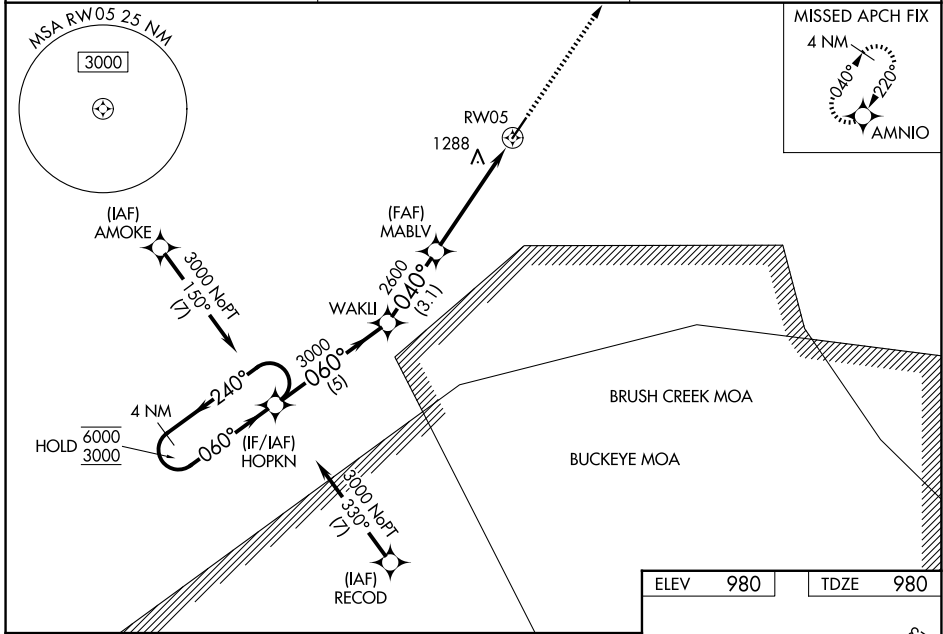 MSA RW05 25 NM
3000
MISSED APCH FIX
4 NM
040°
220°
AMNIO
RW05
1288
(IAF)
AMOKE
3000 NoPT
150°
(7)
(FAF)
MABLV
2600
040°
(3.1)
WAKLI
3000
060°
(5)
240°
4 NM
HOLD 6000
3000
060°
(IF/IAF)
HOPKN
BRUSH CREEK MOA
BUCKEYE MOA
3000 NoPT
330°
(7)
(IAF)
RECOD
ELEV 980
TDZE 980